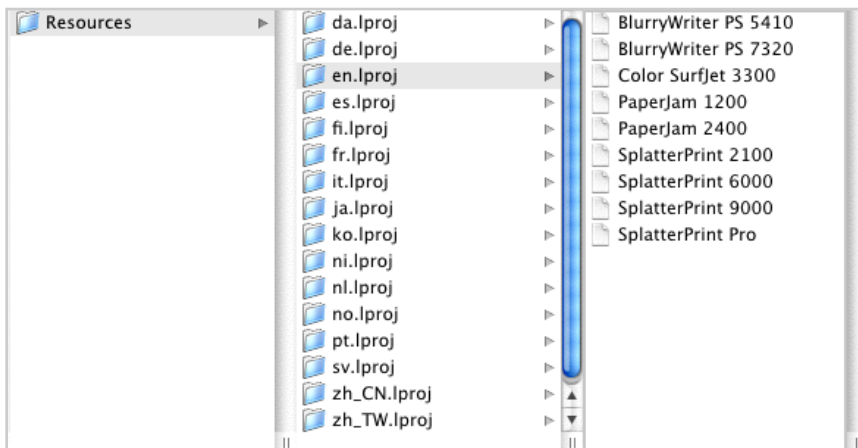 Resources
da.lproj
de.lproj
en.lproj
es.lproj
fi.lproj
fr.lproj
it.lproj
ja.lproj
ko.lproj
ni.lproj
nl.lproj
no.lproj
pt.lproj
sv.lproj
zh_CN.lproj
zh_TW.lproj
BlurryWriter PS 5410
BlurryWriter PS 7320
Color SurfJet 3300
PaperJam 1200
PaperJam 2400
SplatterPrint 2100
SplatterPrint 6000
SplatterPrint 9000
SplatterPrint Pro